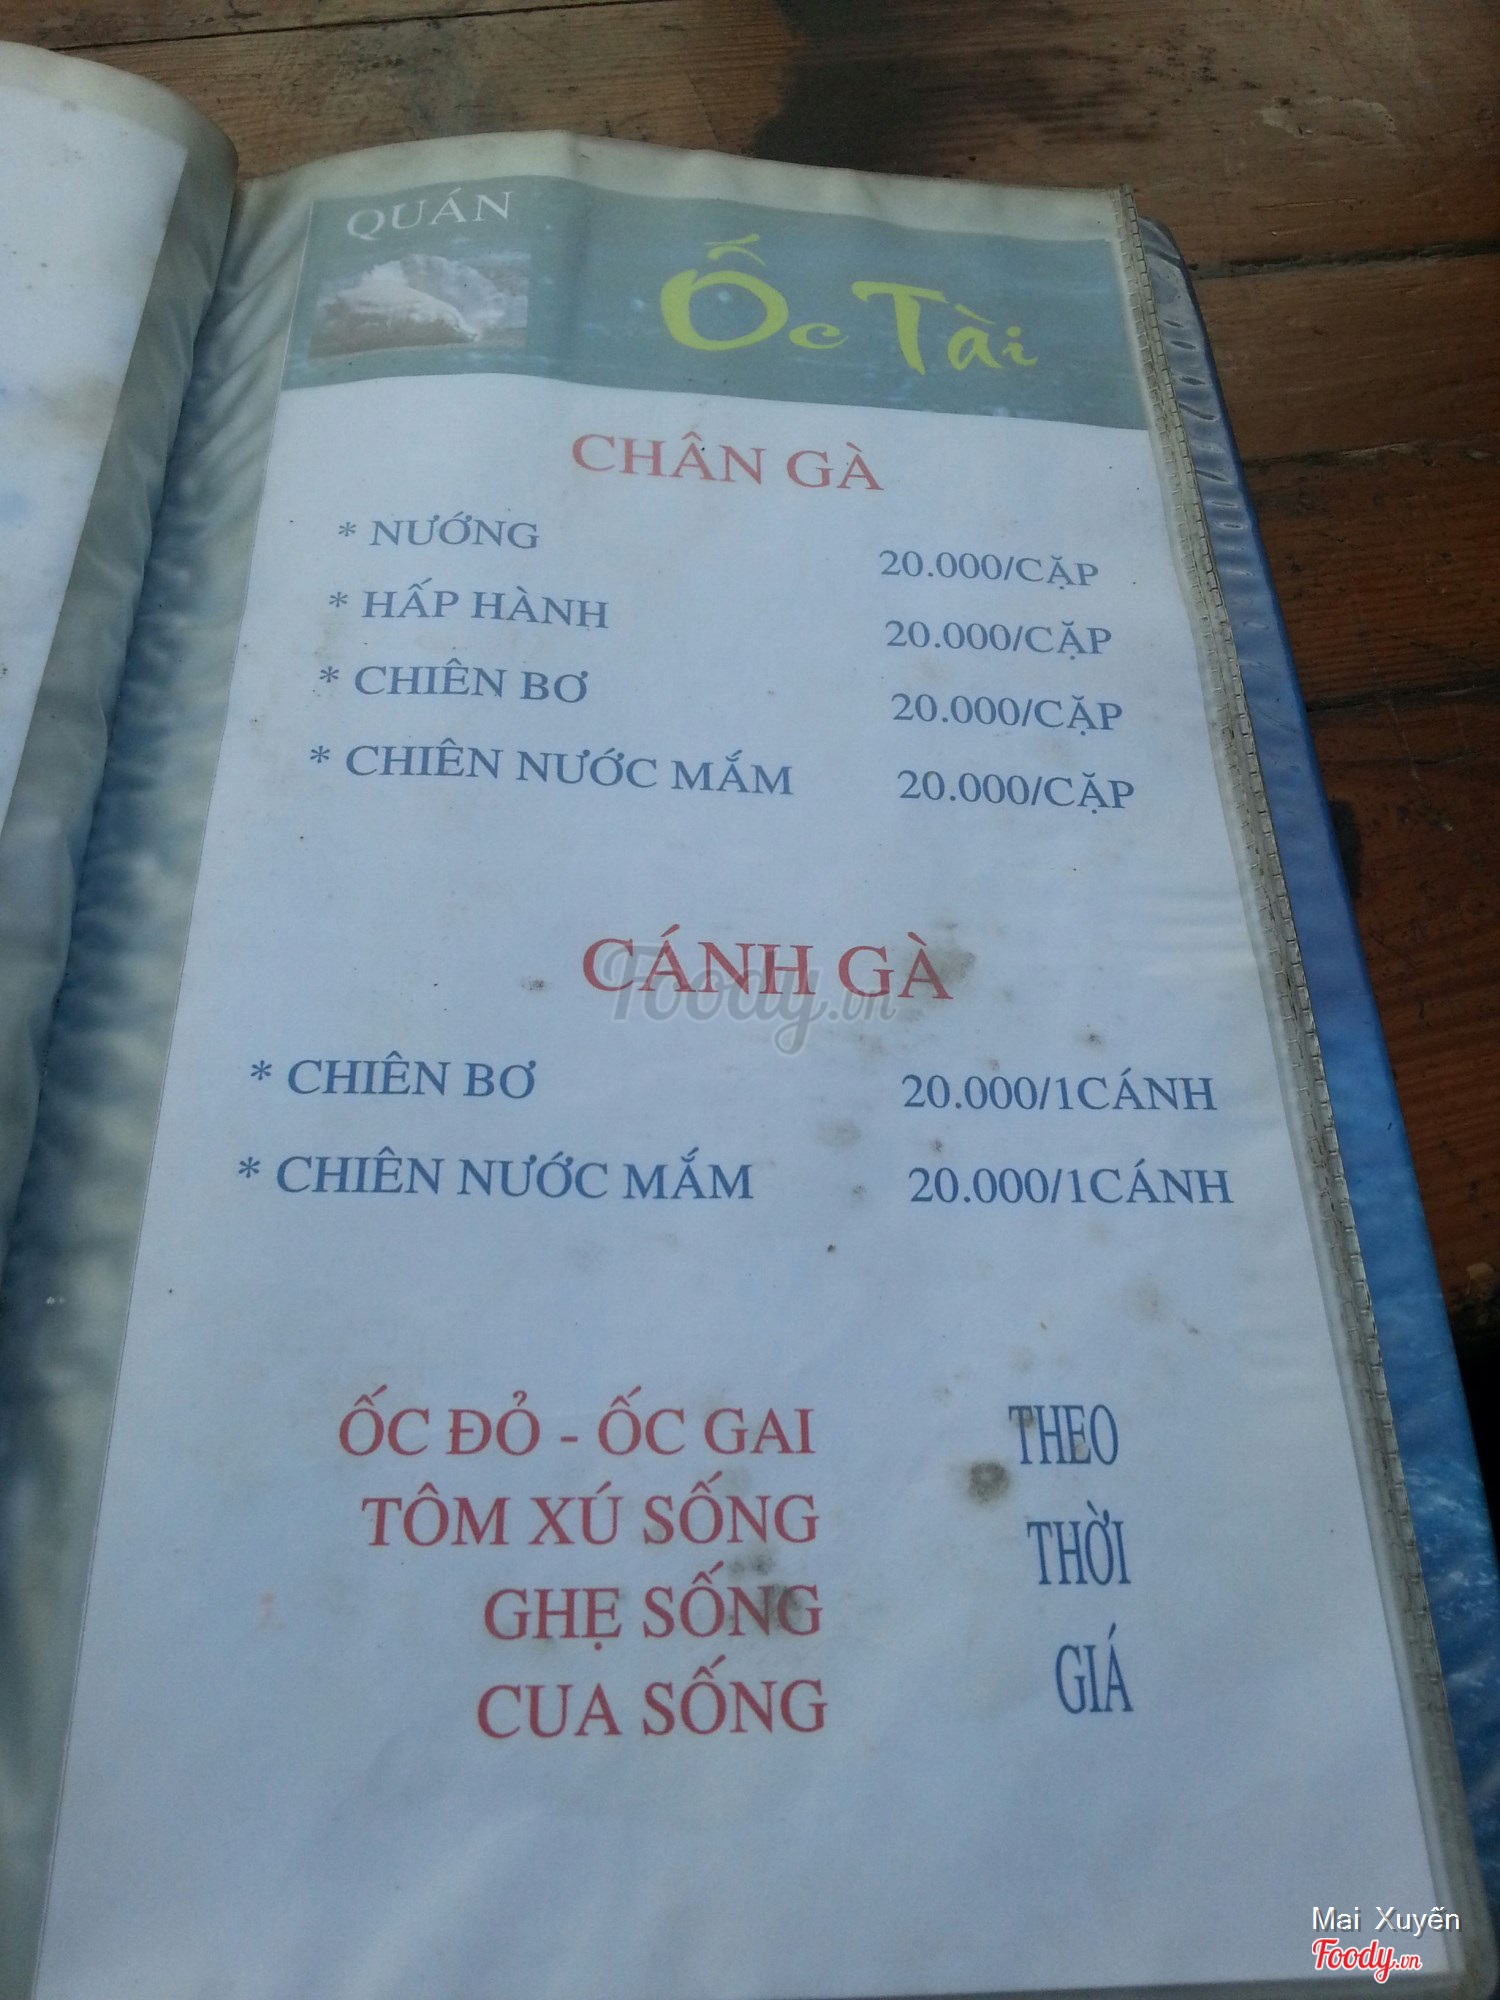 QUÁN
Ốc Tài
CHÂN GÀ
* NƯỚNG 20.000/CẶP
* HẤP HÀNH 20.000/CẶP
* CHIÊN BƠ 20.000/CẶP
* CHIÊN NƯỚC MẮM 20.000/CẶP
CÁNH GÀ
Foody.vn
* CHIÊN BƠ 20.000/1CÁNH
* CHIÊN NƯỚC MẮM 20.000/1CÁNH
ỐC ĐỎ - ỐC GAI
TÔM XÚ SỐNG
GHẸ SỐNG
CUA SỐNG
THEO
THỜI
GIÁ
Mai Xuyến
Foody.vn